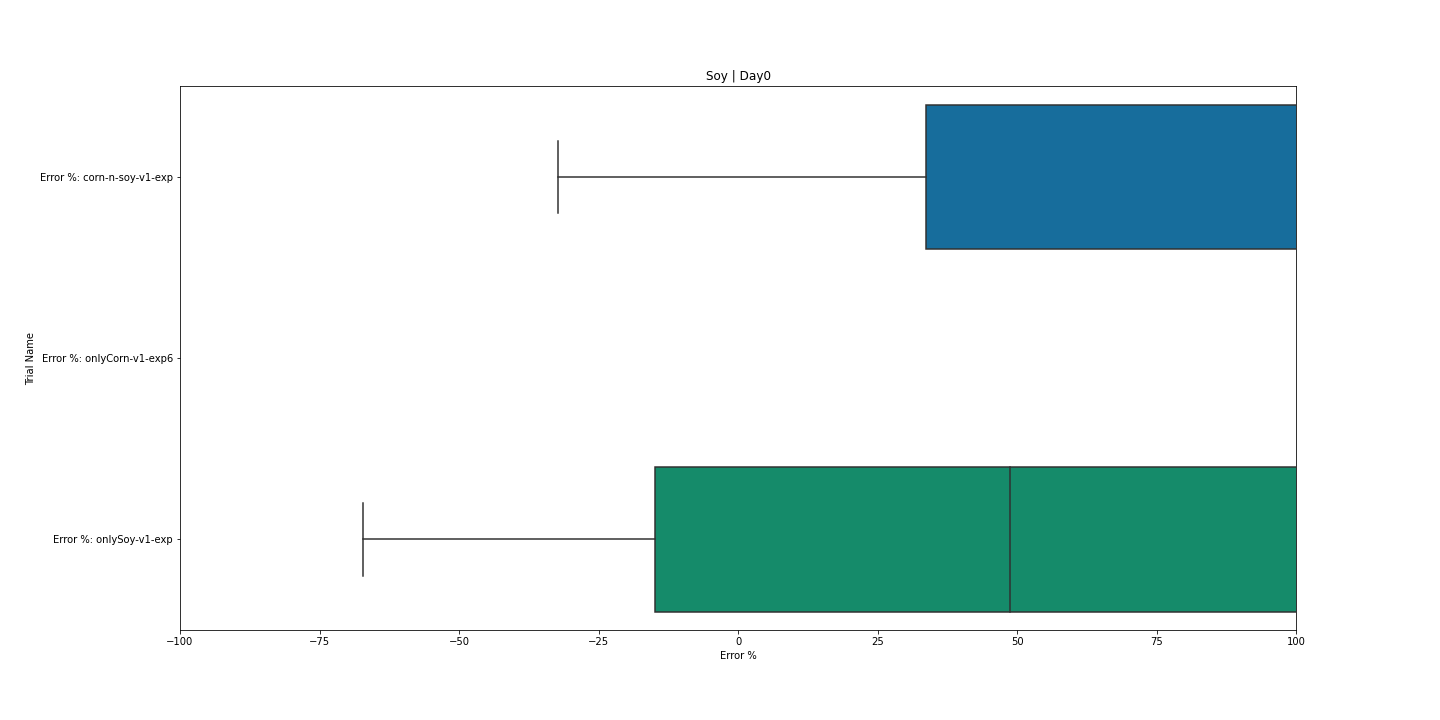 Soy | Day0
Trial Name
Error %: corn-n-soy-v1-exp
Error %: onlyCorn-v1-exp6
Error %: onlySoy-v1-exp
−100 −75 −50 −25 0 25 50 75 100
Error %